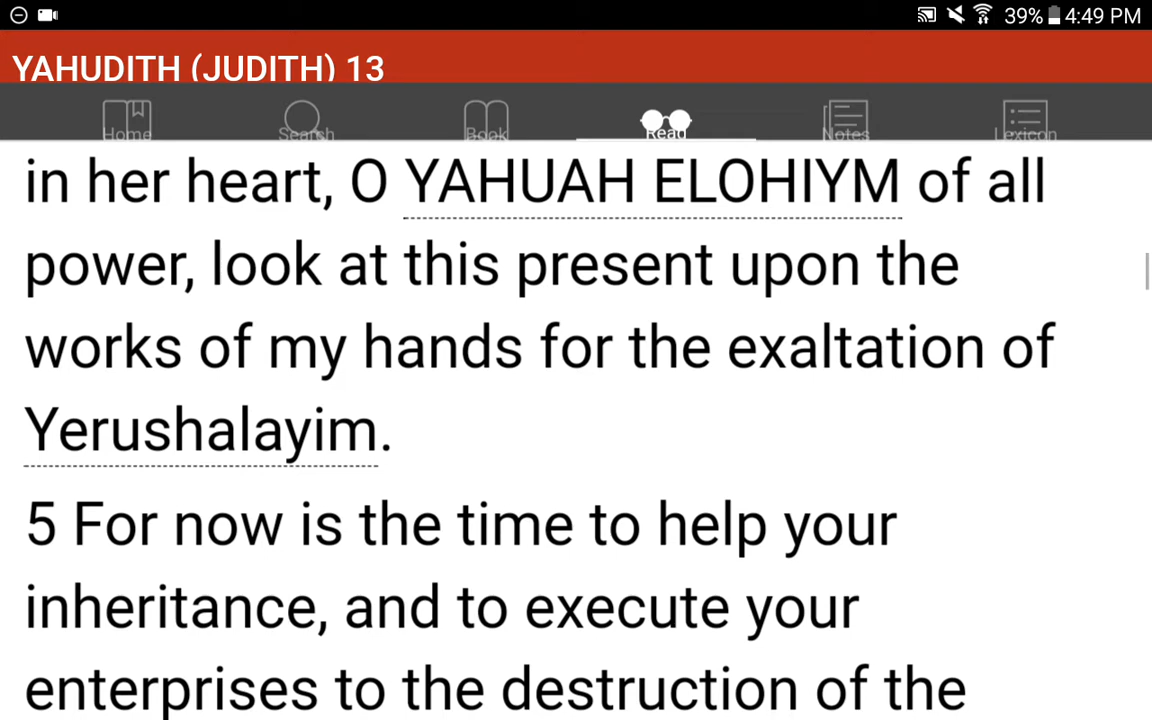 39% 4:49 PM
YAHUDITH (JUDITH) 13
Home Search Book Read Notes Lexicon
in her heart, O YAHUAH ELOHIYM of all
power, look at this present upon the
works of my hands for the exaltation of
Yerushalayim.
5 For now is the time to help your
inheritance, and to execute your
enterprises to the destruction of the